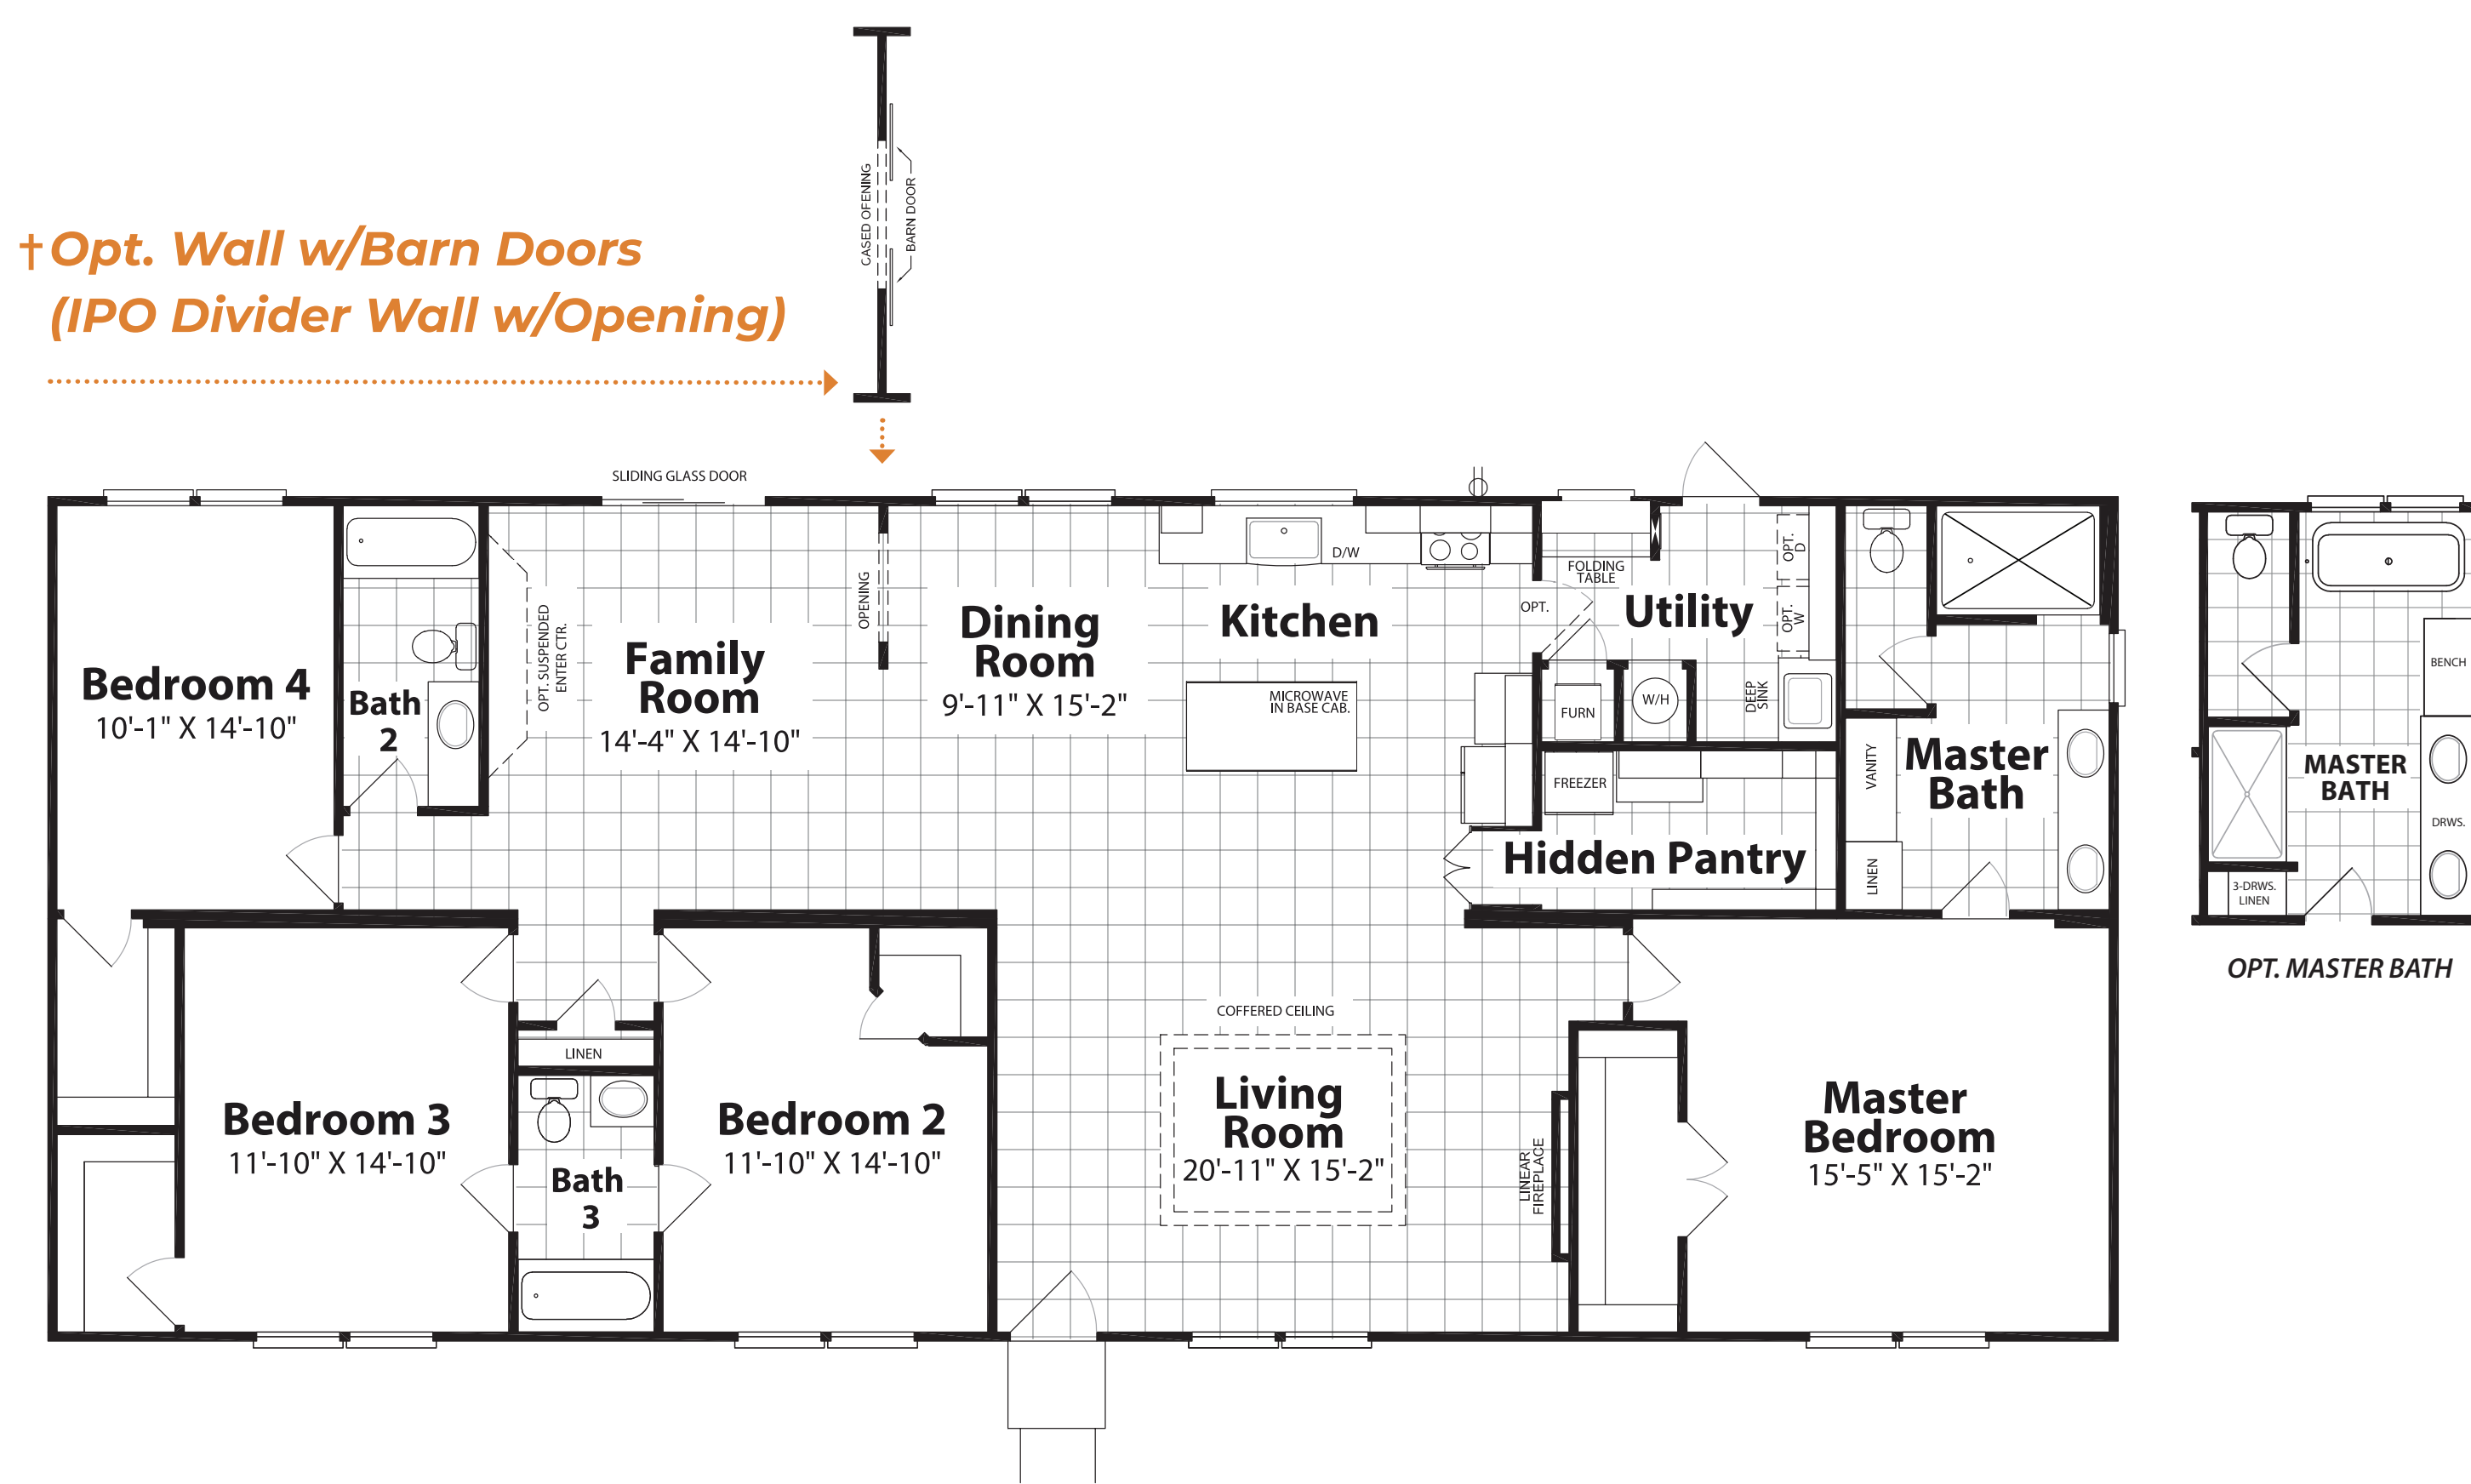 CASED OPENING
BARN DOOR
†Opt. Wall w/Barn Doors
(IPO Divider Wall w/Opening)
SLIDING GLASS DOOR
Bedroom 4
10'-1" X 14'-10"
Bath
2
OPT. SUSPENDED
ENTER CTR.
Family
Room
14'-4" X 14'-10"
OPENING
Dining
Room
9'-11" X 15'-2"
Kitchen
D/W
MICROWAVE
IN BASE CAB.
FOLDING
TABLE
OPT.
Utility
OPT.
D
OPT.
W
FURN
W/H
DEEP
SINK
FREEZER
Hidden Pantry
VANITY
LINEN
Master
Bath
BENCH
MASTER
BATH
DRWS.
3-DRWS.
LINEN
OPT. MASTER BATH
Bedroom 3
11'-10" X 14'-10"
LINEN
Bath
3
Bedroom 2
11'-10" X 14'-10"
COFFERED CEILING
Living
Room
20'-11" X 15'-2"
LINEAR
FIREPLACE
Master
Bedroom
15'-5" X 15'-2"